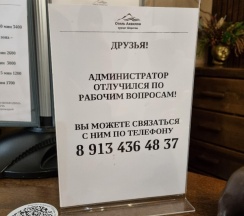 ДРУЗЬЯ!
АДМИНИСТРАТОР
ОТЛУЧИЛСЯ ПО
РАБОЧИМ ВОПРОСАМ!
ВЫ МОЖЕТЕ СВЯЗАТЬСЯ
С НИМ ПО ТЕЛЕФОНУ
8 913 436 48 37